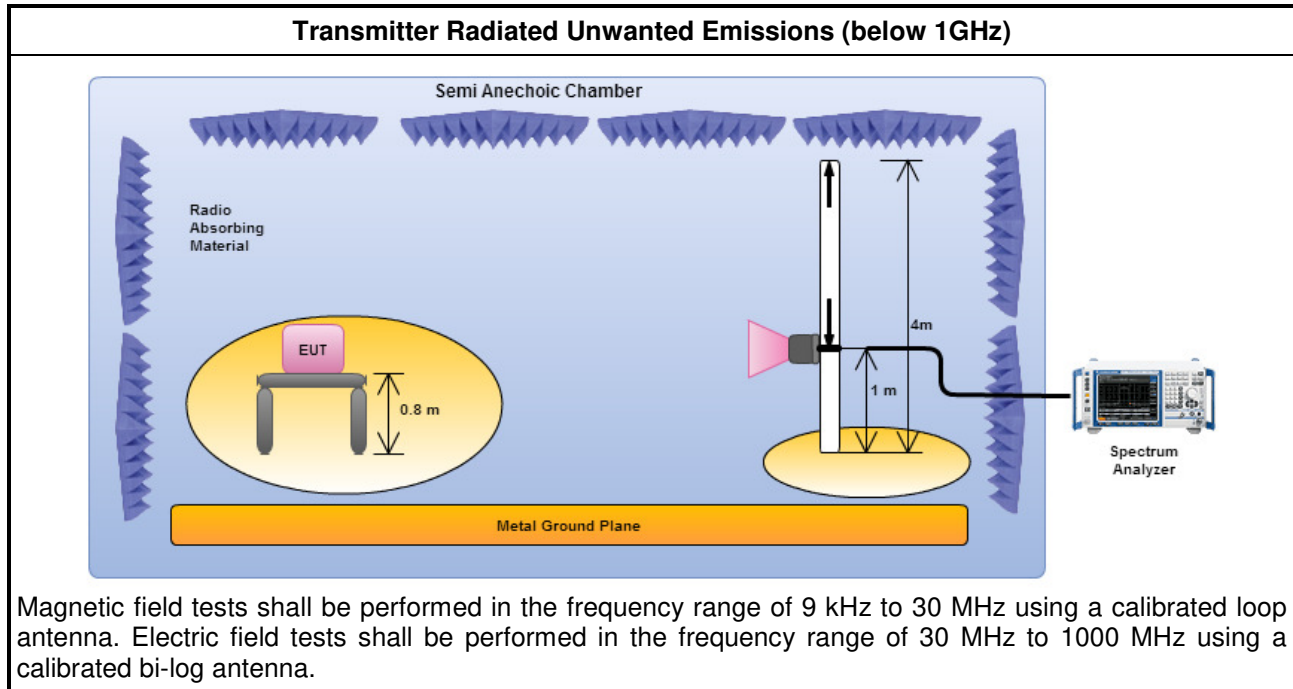 Transmitter Radiated Unwanted Emissions (below 1GHz)
Semi Anechoic Chamber
Radio
Absorbing
Material
EUT
0.8 m
4m
1 m
Spectrum
Analyzer
Metal Ground Plane
Magnetic field tests shall be performed in the frequency range of 9 kHz to 30 MHz using a calibrated loop
antenna. Electric field tests shall be performed in the frequency range of 30 MHz to 1000 MHz using a
calibrated bi-log antenna.